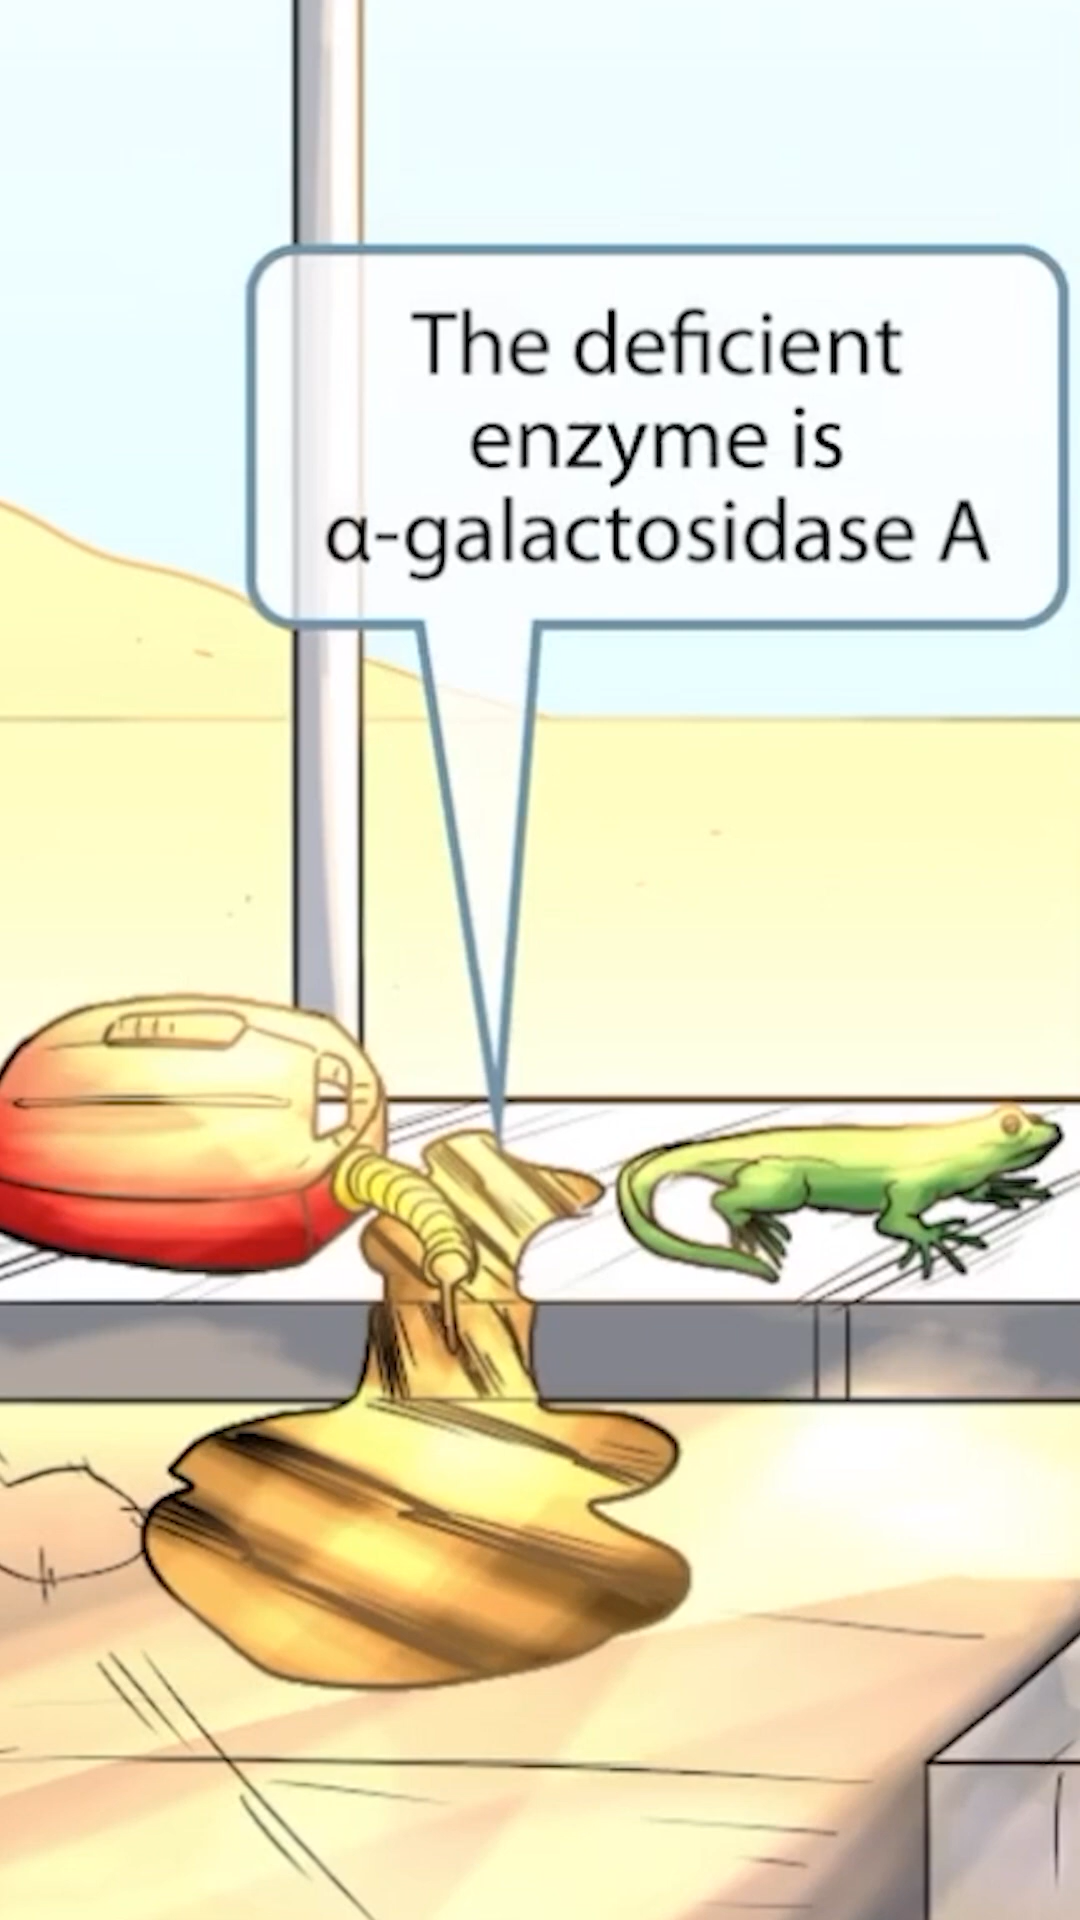 The deficient
enzyme is
α-galactosidase A